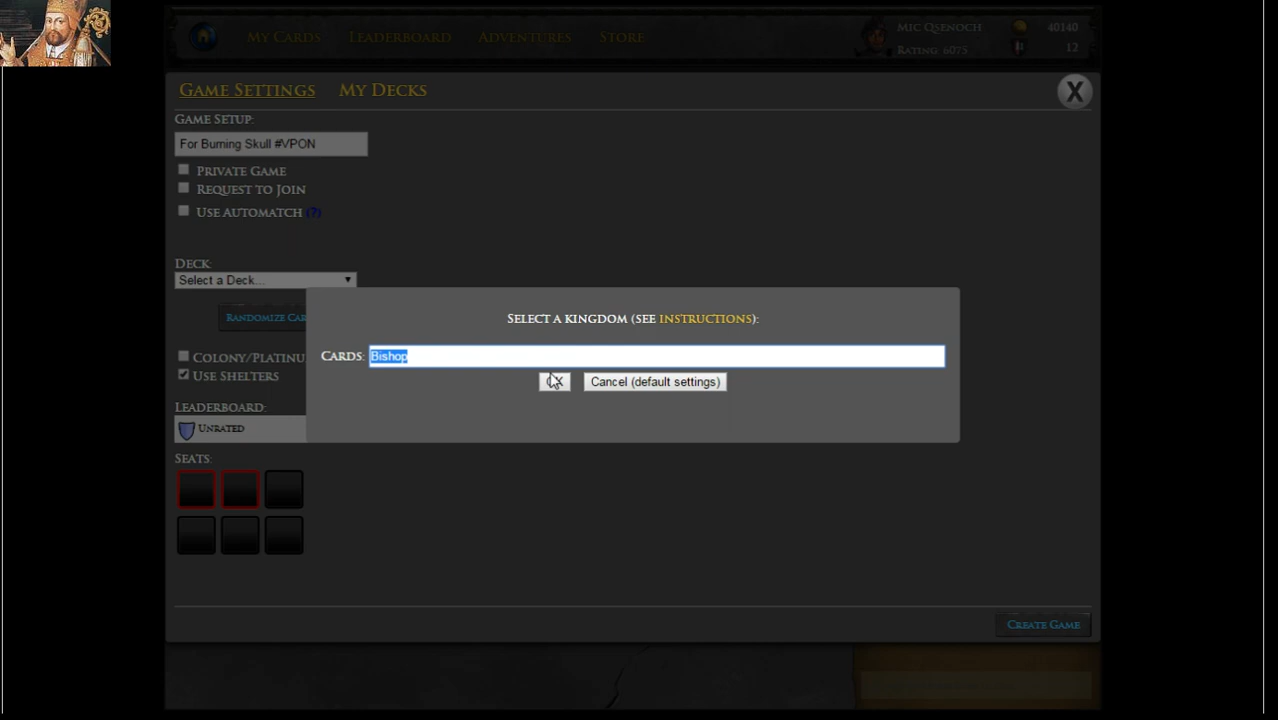 My Cards Leaderboard Adventures Store Mic Qsenoch 40140
Rating 6075 12
Game Settings My Decks X
Game Setup:
For Burning Skull #VPON
Private Game
Request to Join
Use Automatch (?)
Deck:
Select a Deck...
Randomize Car
Select a Kingdom (see instructions):
Cards: Bishop
Cancel (default settings)
Colony/Platinu
Use Shelters
Leaderboard:
Unrated
Seats:
Create Game